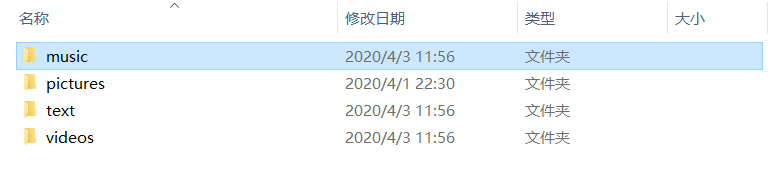 名称 修改日期 类型 大小
music 2020/4/3 11:56 文件夹
pictures 2020/4/1 22:30 文件夹
text 2020/4/3 11:56 文件夹
videos 2020/4/3 11:56 文件夹